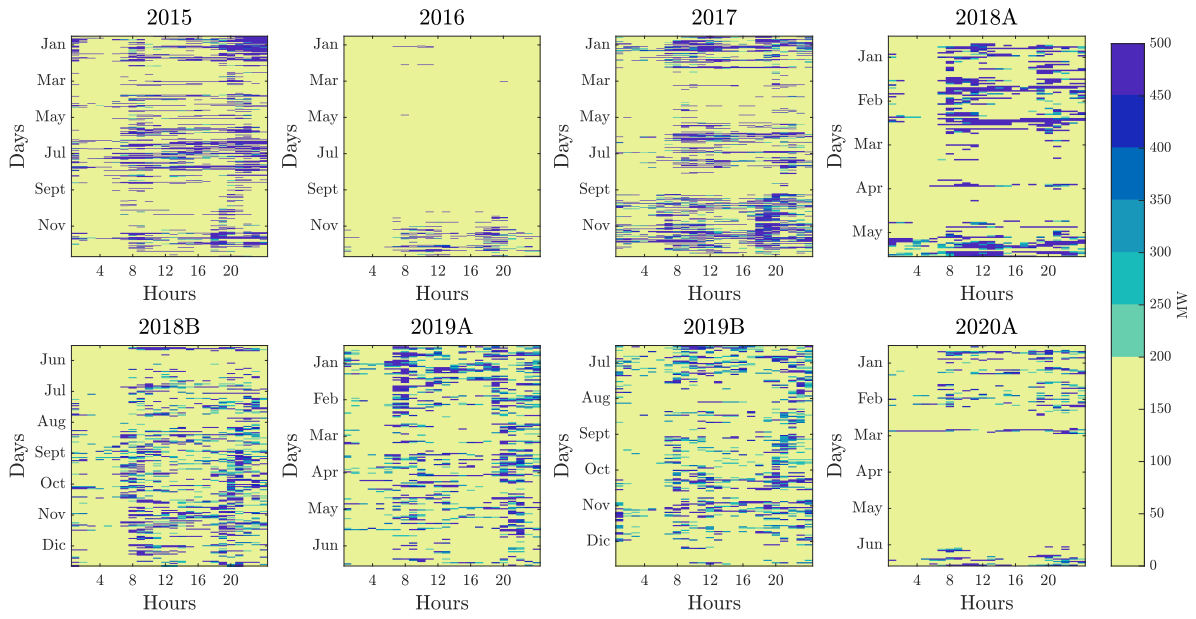 2015 2016 2017 2018A
Days
Jan
Mar
May
Jul
Sept
Nov
4 8 12 16 20
Hours
Days
Jan
Mar
May
Jul
Sept
Nov
4 8 12 16 20
Hours
Days
Jan
Mar
May
Jul
Sept
Nov
4 8 12 16 20
Hours
Days
Jan
Feb
Mar
Apr
May
4 8 12 16 20
Hours
2018B 2019A 2019B 2020A
Days
Jun
Jul
Aug
Sept
Oct
Nov
Dic
4 8 12 16 20
Hours
Days
Jan
Feb
Mar
Apr
May
Jun
4 8 12 16 20
Hours
Days
Jul
Aug
Sept
Oct
Nov
Dic
4 8 12 16 20
Hours
Days
Jan
Feb
Mar
Apr
May
Jun
4 8 12 16 20
Hours
500
450
400
350
300
250
200
150
100
50
0
MW